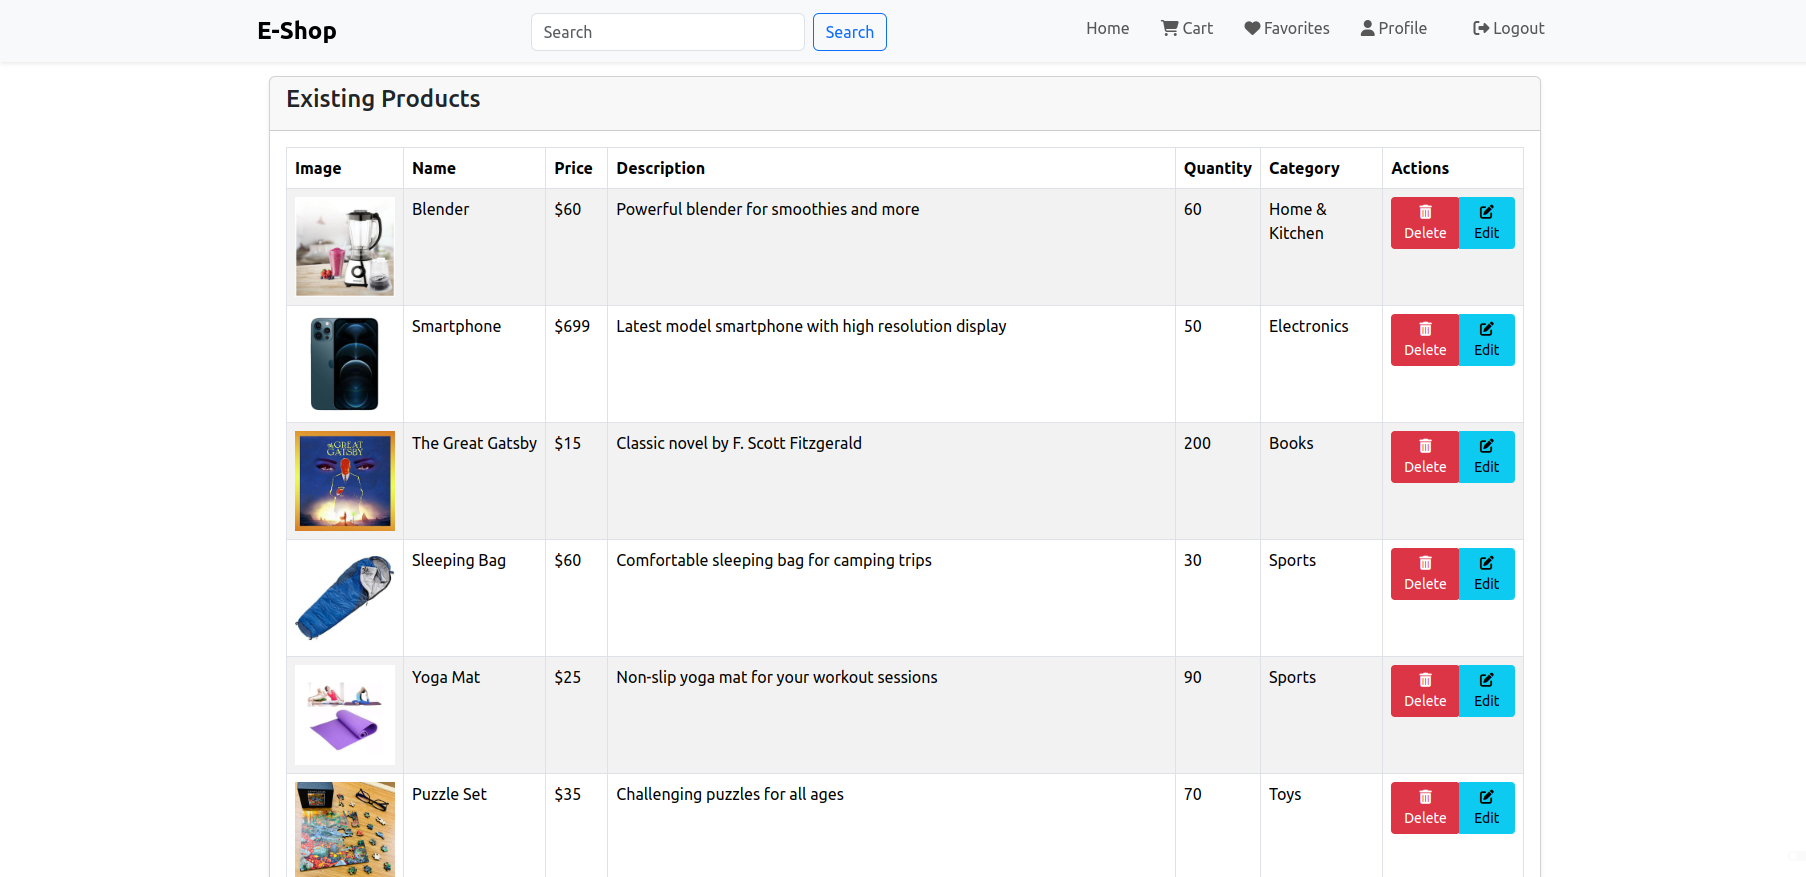 E-Shop
Search
Search
Home
Cart
Favorites
Profile
Logout
Existing Products
Image Name Price Description Quantity Category Actions
Blender $60 Powerful blender for smoothies and more 60 Home &
Kitchen
Delete Edit
Smartphone $699 Latest model smartphone with high resolution display 50 Electronics
Delete Edit
THE GREAT
GATSBY
The Great Gatsby $15 Classic novel by F. Scott Fitzgerald 200 Books
Delete Edit
Sleeping Bag $60 Comfortable sleeping bag for camping trips 30 Sports
Delete Edit
Yoga Mat $25 Non-slip yoga mat for your workout sessions 90 Sports
Delete Edit
Puzzle Set $35 Challenging puzzles for all ages 70 Toys
Delete Edit